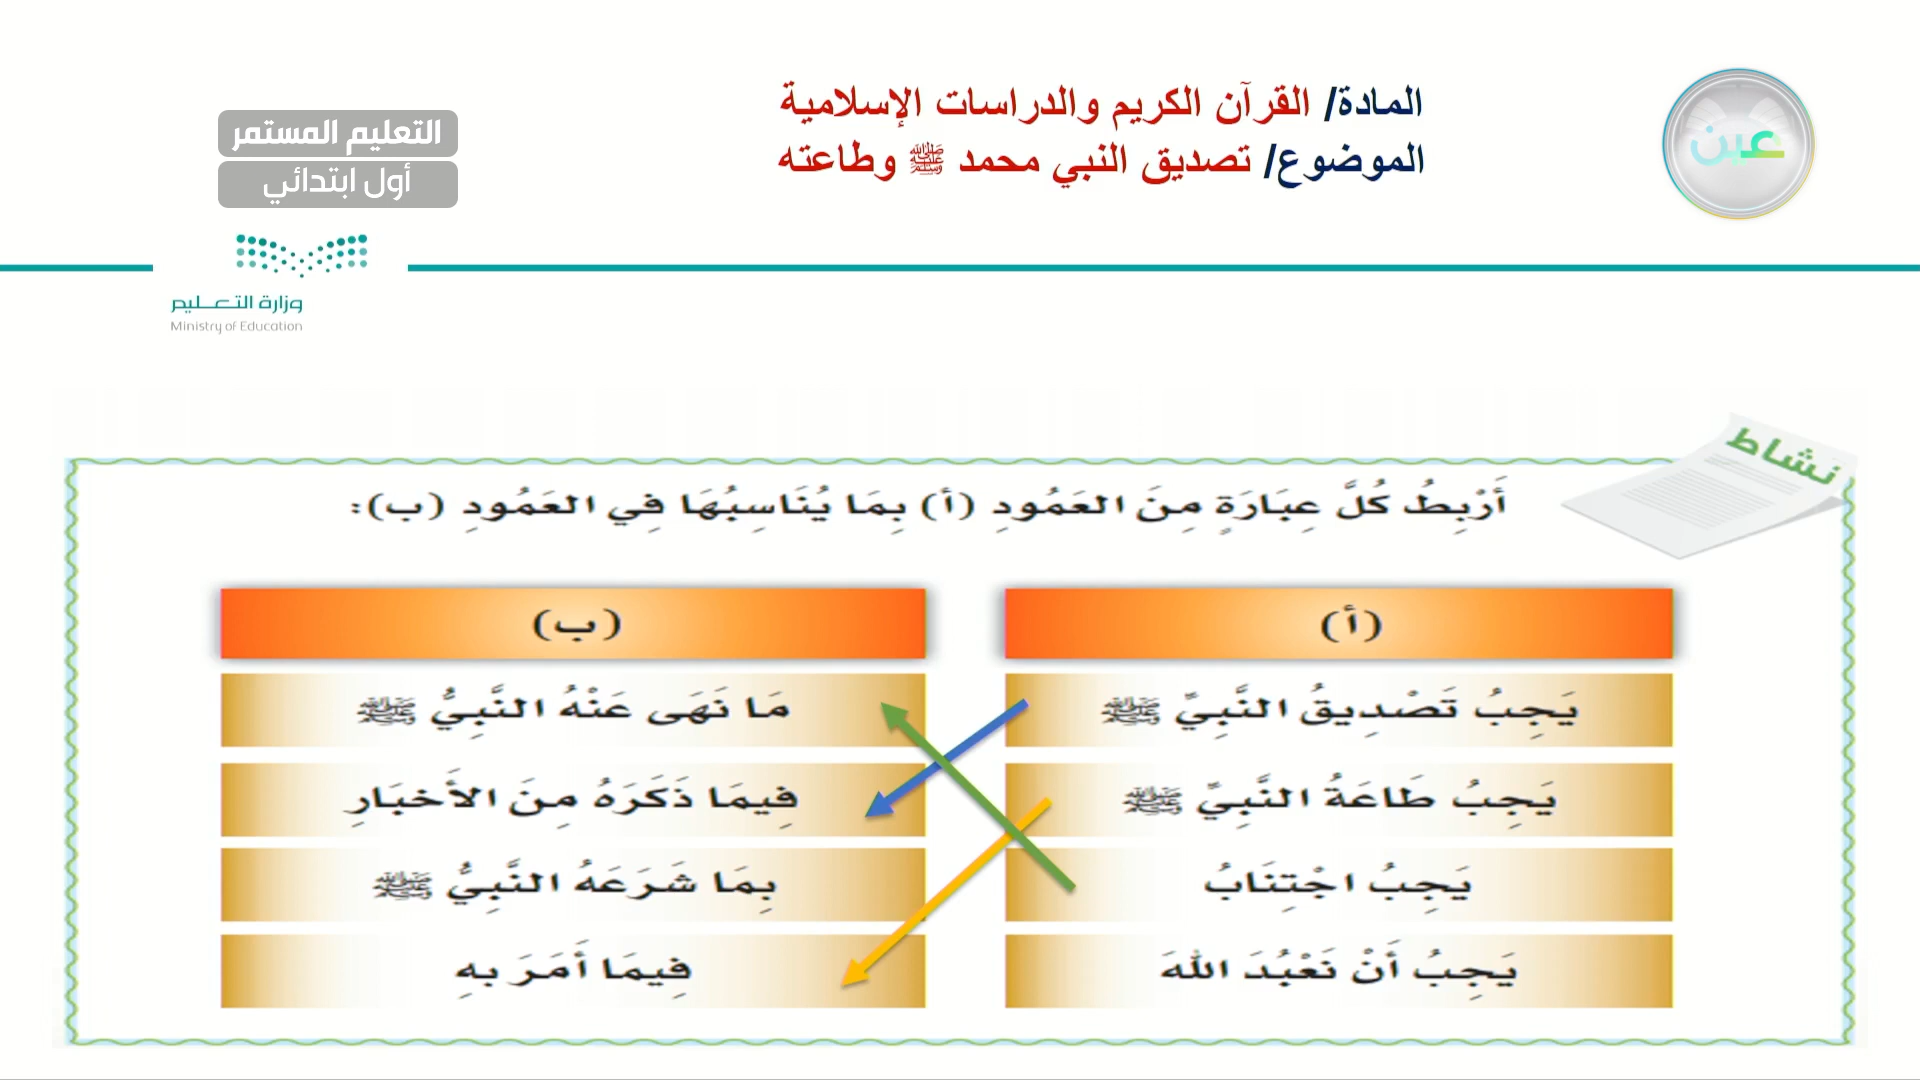 المادة/ القرآن الكريم والدراسات الإسلامية
الموضوع/ تصديق النبي محمد ﷺ وطاعته
عين
التعليم المستمر
أول ابتدائي
وزارة التعليم
Ministry of Education
نشاط
أَرْبِطُ كُلَّ عِبَارَةٍ مِنَ العَمُودِ (أ) بِمَا يُنَاسِبُهَا فِي العَمُودِ (ب):
(أ)
(ب)
يَجِبُ تَصْدِيقُ النَّبِيِّ ﷺ
مَا نَهَى عَنْهُ النَّبِيُّ ﷺ
يَجِبُ طَاعَةُ النَّبِيِّ ﷺ
فِيمَا ذَكَرَهُ مِنَ الأَخبَارِ
يَجِبُ اجْتِنَابُ
بِمَا شَرَعَهُ النَّبِيُّ ﷺ
يَجِبُ أَنْ نَعْبُدَ اللهَ
فِيمَا أَمَرَ بِهِ